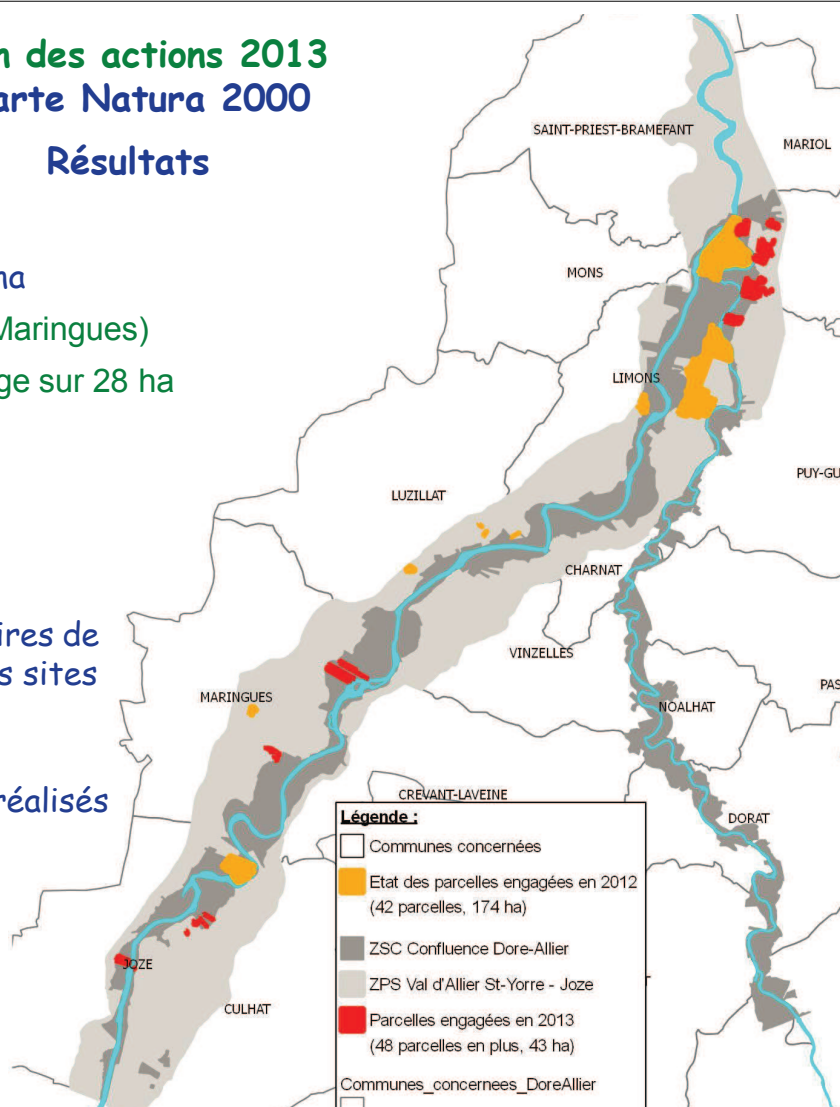 n des actions 2013
arte Natura 2000
Résultats
ha
Maringues)
ge sur 28 ha
ires de
s sites
réalisés
SAINT-PRIEST-BRAMEFANT
MARIOL
MONS
LIMONS
PUY-GU
LUZILLAT
CHARNAT
VINZELLES
PAS
MARINGUES
NOALHAT
CREVANT-LAVEINE
DORAT
JOZE
CULHAT
Légende :
Communes concernées
Etat des parcelles engagées en 2012
(42 parcelles, 174 ha)
ZSC Confluence Dore-Allier
ZPS Val d'Allier St-Yorre - Joze
Parcelles engagées en 2013
(48 parcelles en plus, 43 ha)
Communes_concernees_DoreAllier